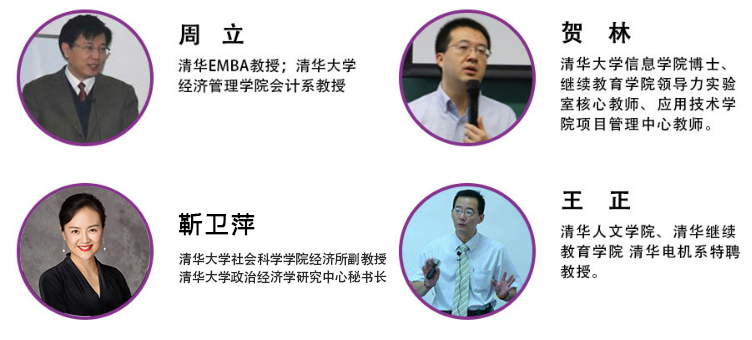 周 立
清华EMBA教授；清华大学
经济管理学院会计系教授
贺 林
清华大学信息学院博士、
继续教育学院领导力实验
室核心教师、应用技术学
院项目管理中心教师。
靳卫萍
清华大学社会科学学院经济所副教授
清华大学政治经济学研究中心秘书长
王 正
清华人文学院、清华继续
教育学院 清华电机系特聘
教授。